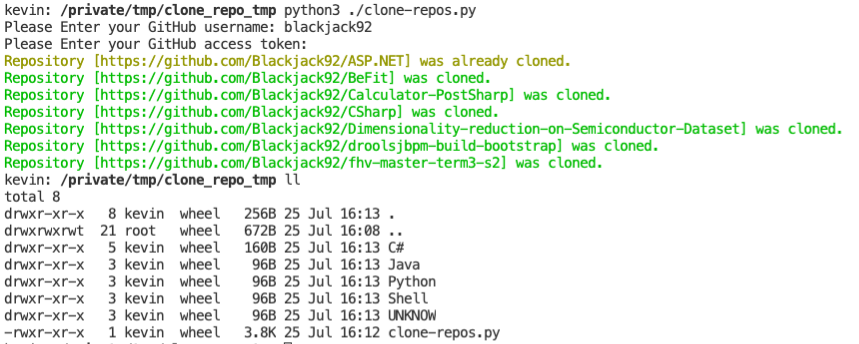 kevin: /private/tmp/clone_repo_tmp python3 ./clone-repos.py
Please Enter your GitHub username: blackjack92
Please Enter your GitHub access token:
Repository [https://github.com/Blackjack92/ASP.NET] was already cloned.
Repository [https://github.com/Blackjack92/BeFit] was cloned.
Repository [https://github.com/Blackjack92/Calculator-PostSharp] was cloned.
Repository [https://github.com/Blackjack92/CSharp] was cloned.
Repository [https://github.com/Blackjack92/Dimensionality-reduction-on-Semiconductor-Dataset] was cloned.
Repository [https://github.com/Blackjack92/droolsjbpm-build-bootstrap] was cloned.
Repository [https://github.com/Blackjack92/fhv-master-term3-s2] was cloned.
kevin: /private/tmp/clone_repo_tmp ll
total 8
drwxr-xr-x   8 kevin  wheel   256B 25 Jul 16:13 .
drwxrwxrwt  21 root   wheel   672B 25 Jul 16:08 ..
drwxr-xr-x   5 kevin  wheel   160B 25 Jul 16:13 C#
drwxr-xr-x   3 kevin  wheel    96B 25 Jul 16:13 Java
drwxr-xr-x   3 kevin  wheel    96B 25 Jul 16:13 Python
drwxr-xr-x   3 kevin  wheel    96B 25 Jul 16:13 Shell
drwxr-xr-x   3 kevin  wheel    96B 25 Jul 16:13 UNKNOW
-rwxr-xr-x   1 kevin  wheel   3.8K 25 Jul 16:12 clone-repos.py